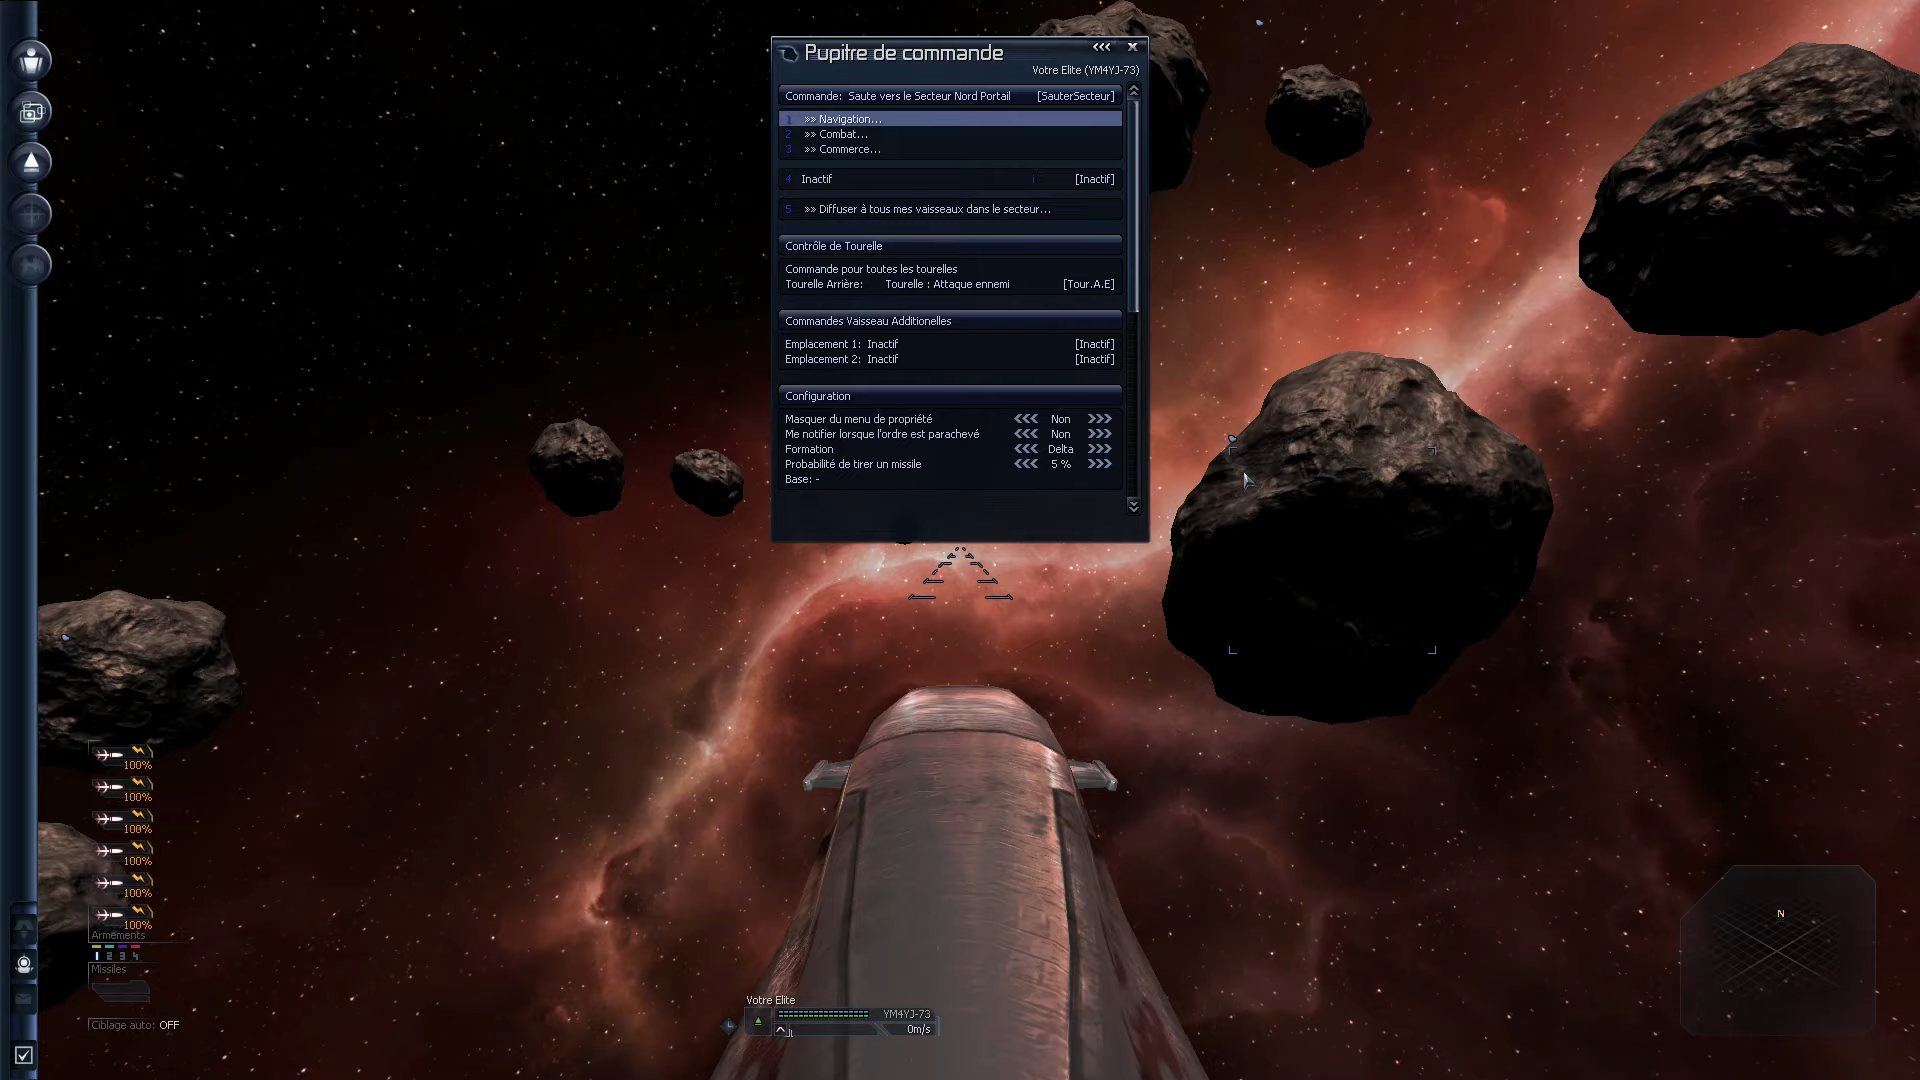 Pupitre de commande
Votre Elite (YM4YJ-73)
Commande: Saute vers le Secteur Nord Portail [SauterSecteur]
1 »» Navigation...
2 »» Combat...
3 »» Commerce...
4 Inactif i [Inactif]
5 »» Diffuser à tous mes vaisseaux dans le secteur...
Contrôle de Tourelle
Commande pour toutes les tourelles
Tourelle Arrière: Tourelle : Attaque ennemi [Tour.A.E]
Commandes Vaisseau Additionelles
Emplacement 1: Inactif [Inactif]
Emplacement 2: Inactif [Inactif]
Configuration
Masquer du menu de propriété Non
Me notifier lorsque l'ordre est parachevé Non
Formation Delta
Probabilité de tirer un missile 5 %
Base: -
100%
100%
100%
100%
100%
100%
Armements
1 2 3 4
Missiles
Ciblage auto: OFF
Votre Elite
YM4YJ-73
0m/s
N